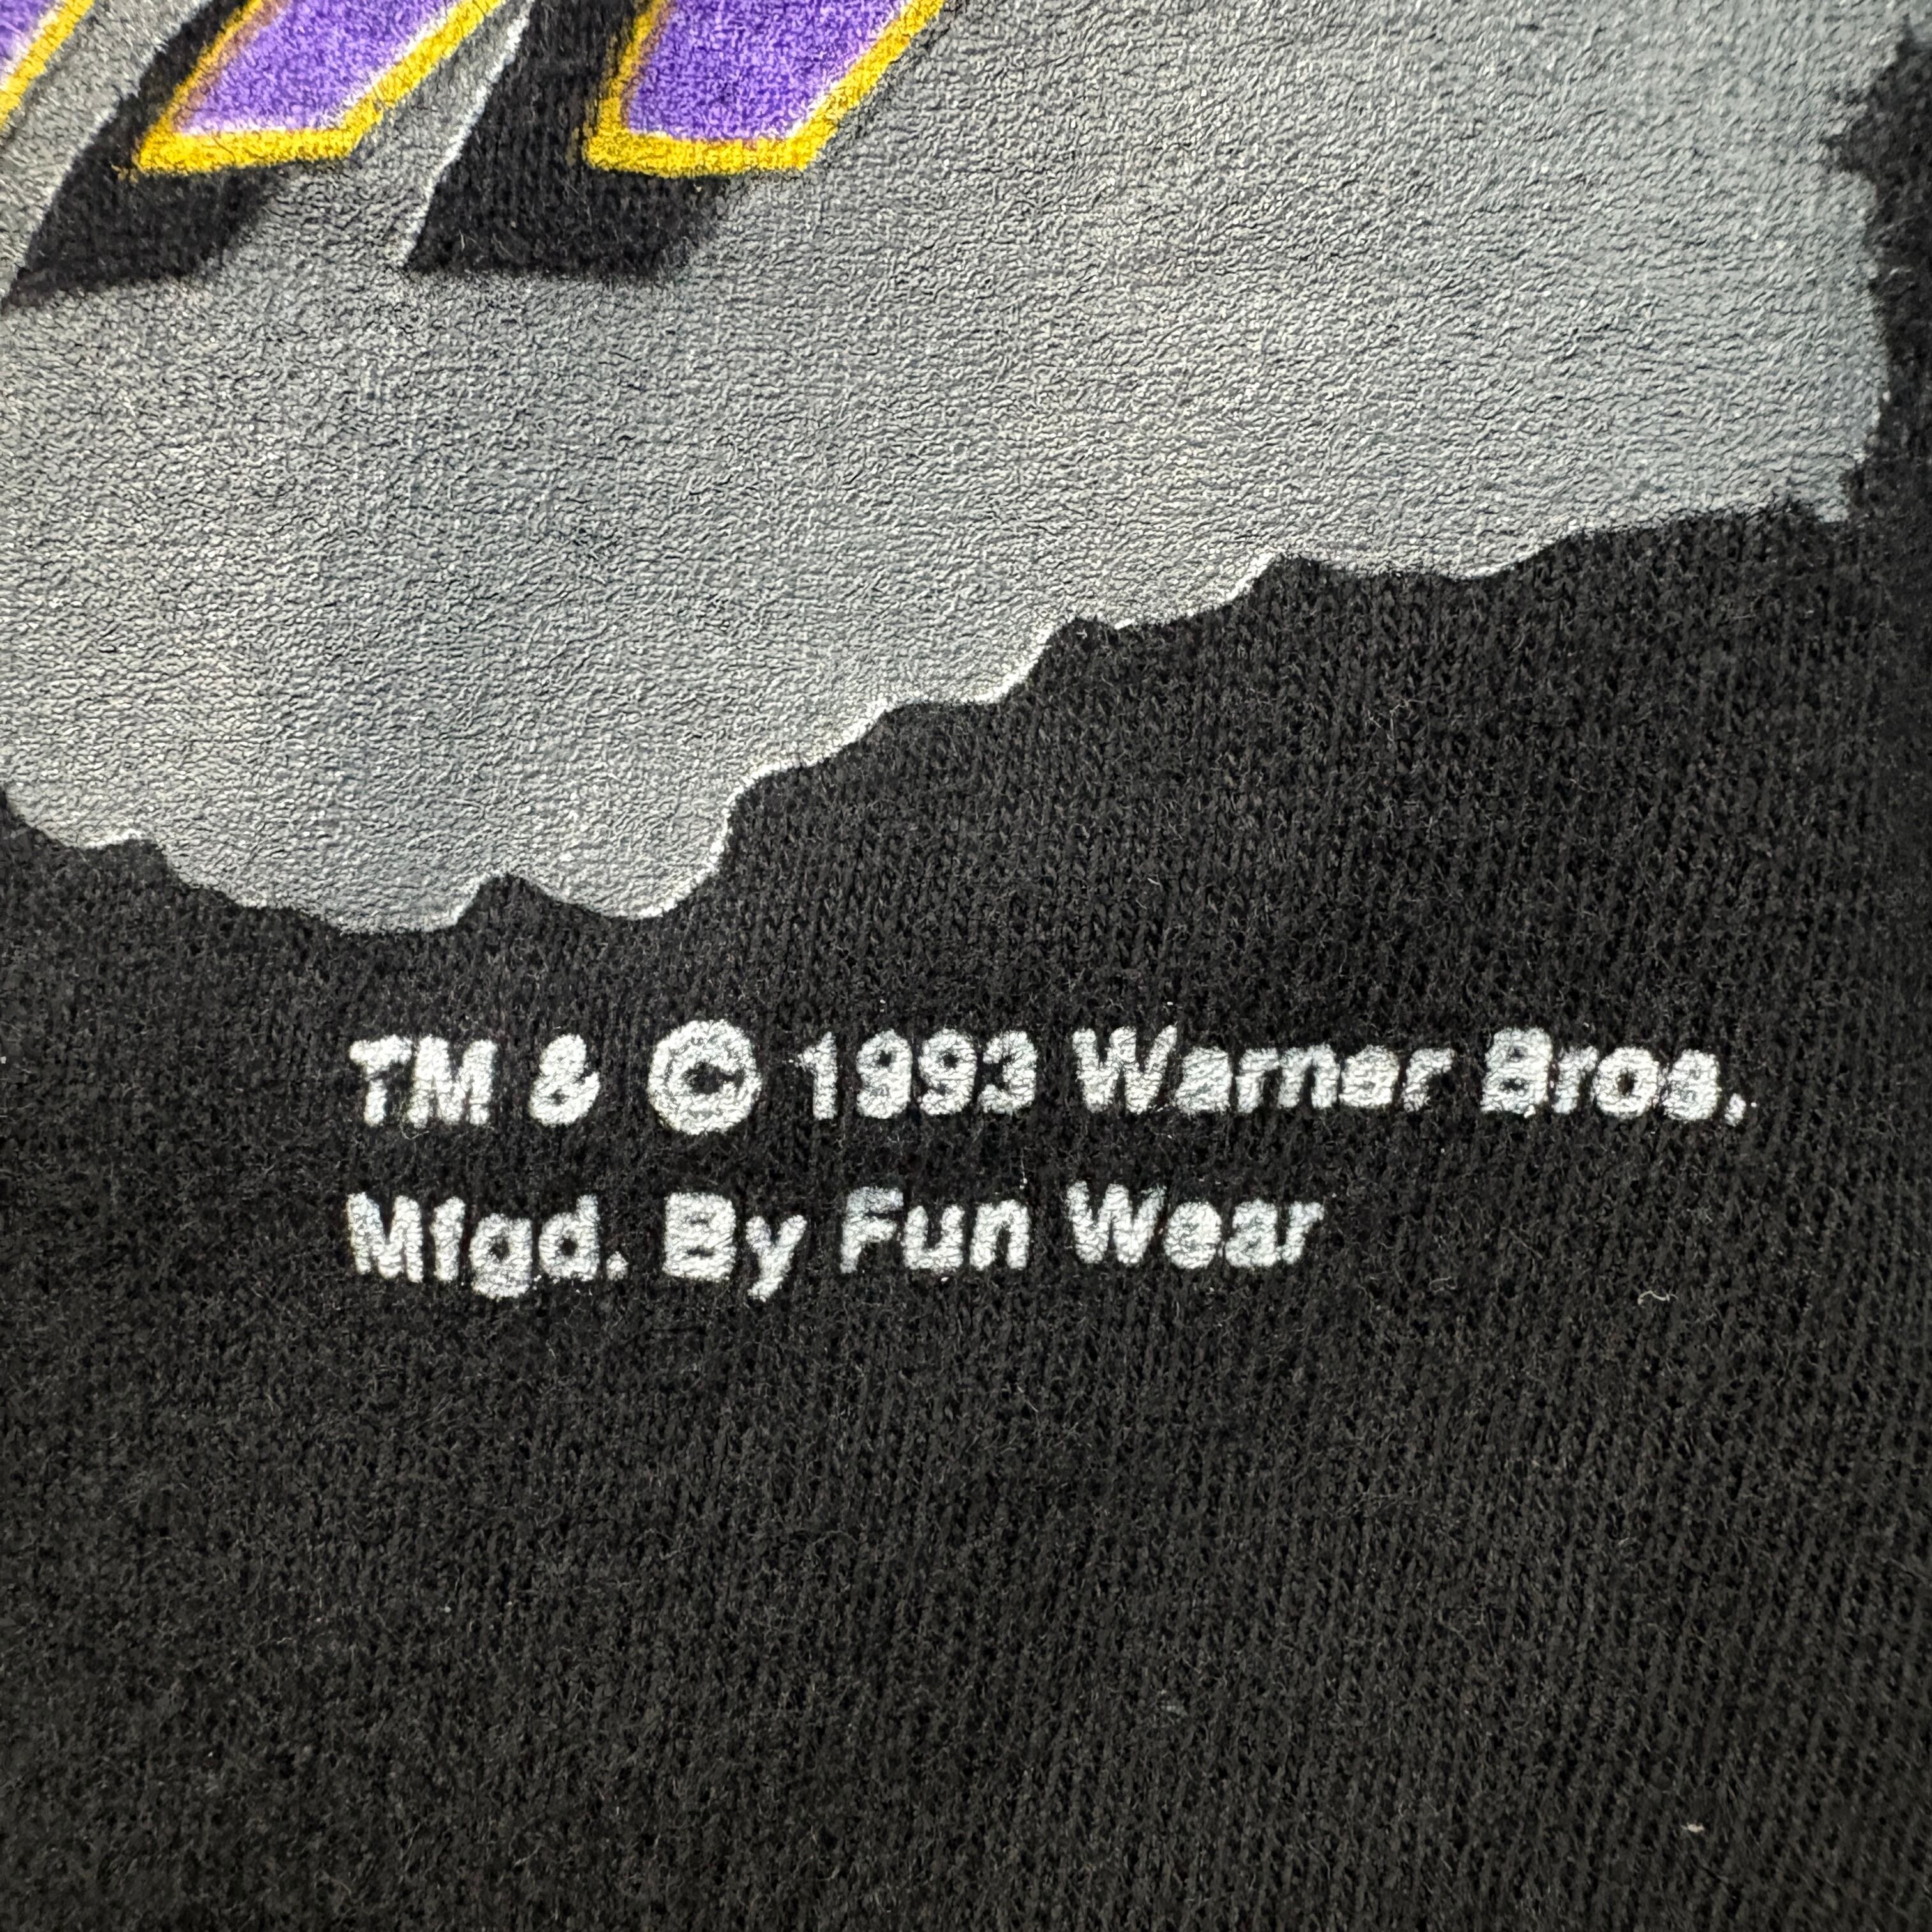 TM & © 1993 Warner Bros.
Mfgd. By Fun Wear